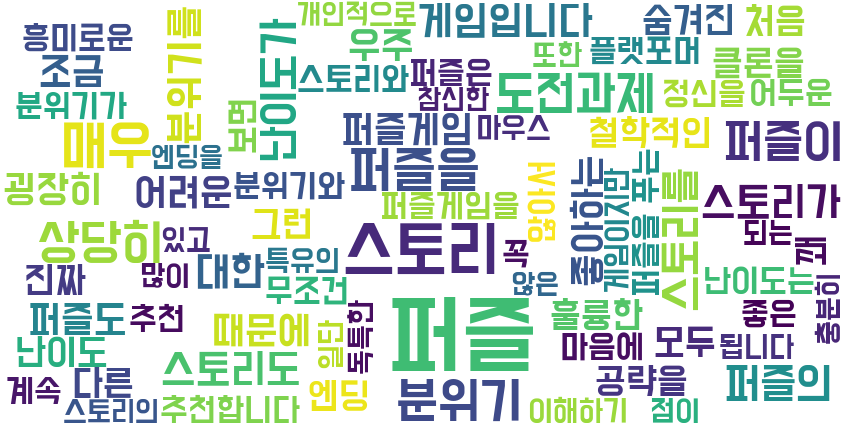 개인적으로
게임입니다
숨겨진
처음
흥미로운
분위기를
난이도가
우주
또한
플랫포머
클론을
조금
스토리와
퍼즐은
참신한
도전과제
정신을
어두운
분위기가
보면
매우
엔딩을
퍼즐게임
마우스
철학적인
퍼즐이
굉장히
어려운
분위기와
퍼즐을
퍼즐게임을
좋아하는
게임이지만
퍼즐을 푸는
스토리를
스토리가
그런
상당히
있고
스토리
꼭
되는
꽤
진짜
많이
대한
특유의
무조건
않은
난이도는
퍼즐도
추천
때문에
일단
독특한
퍼즐
훌륭한
좋은
충분히
난이도
스토리도
마음에
모두
됩니다
계속
다른
엔딩
분위기
공략을
퍼즐의
스토리의
추천합니다
이해하기
점이